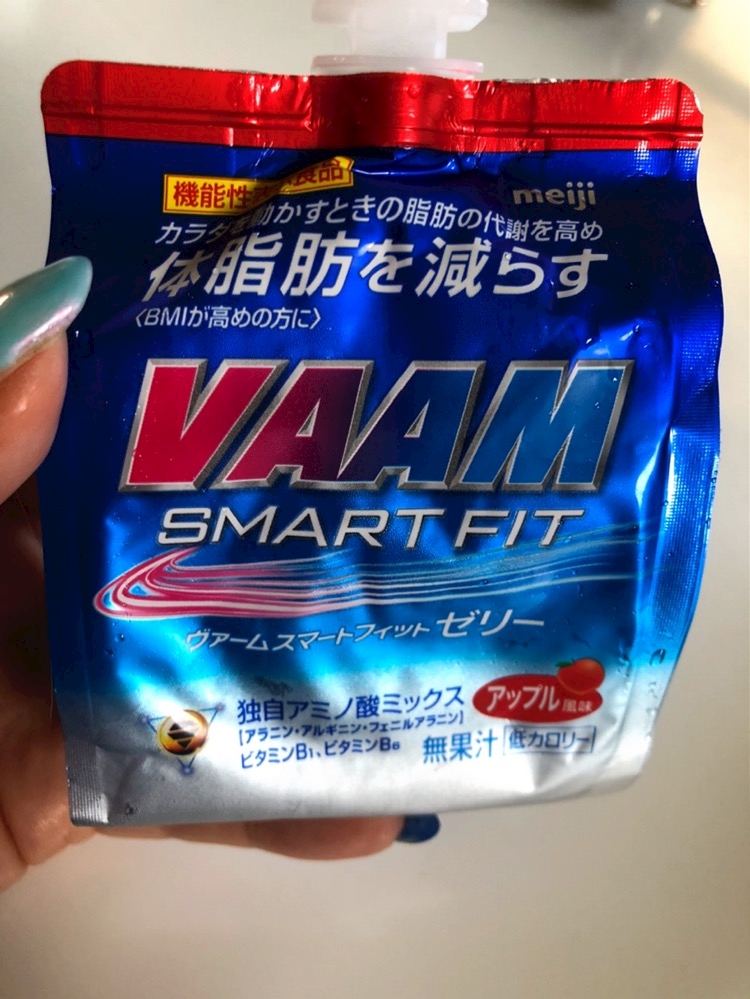 機能性表示食品
meiji
カラダを動かすときの脂肪の代謝を高め
体脂肪を減らす
〈BMIが高めの方に〉
VAAM
SMART FIT
ヴァーム スマートフィット ゼリー
独自アミノ酸ミックス
[アラニン・アルギニン・フェニルアラニン]
ビタミンB1、ビタミンB6
アップル風味
無果汁 低カロリー